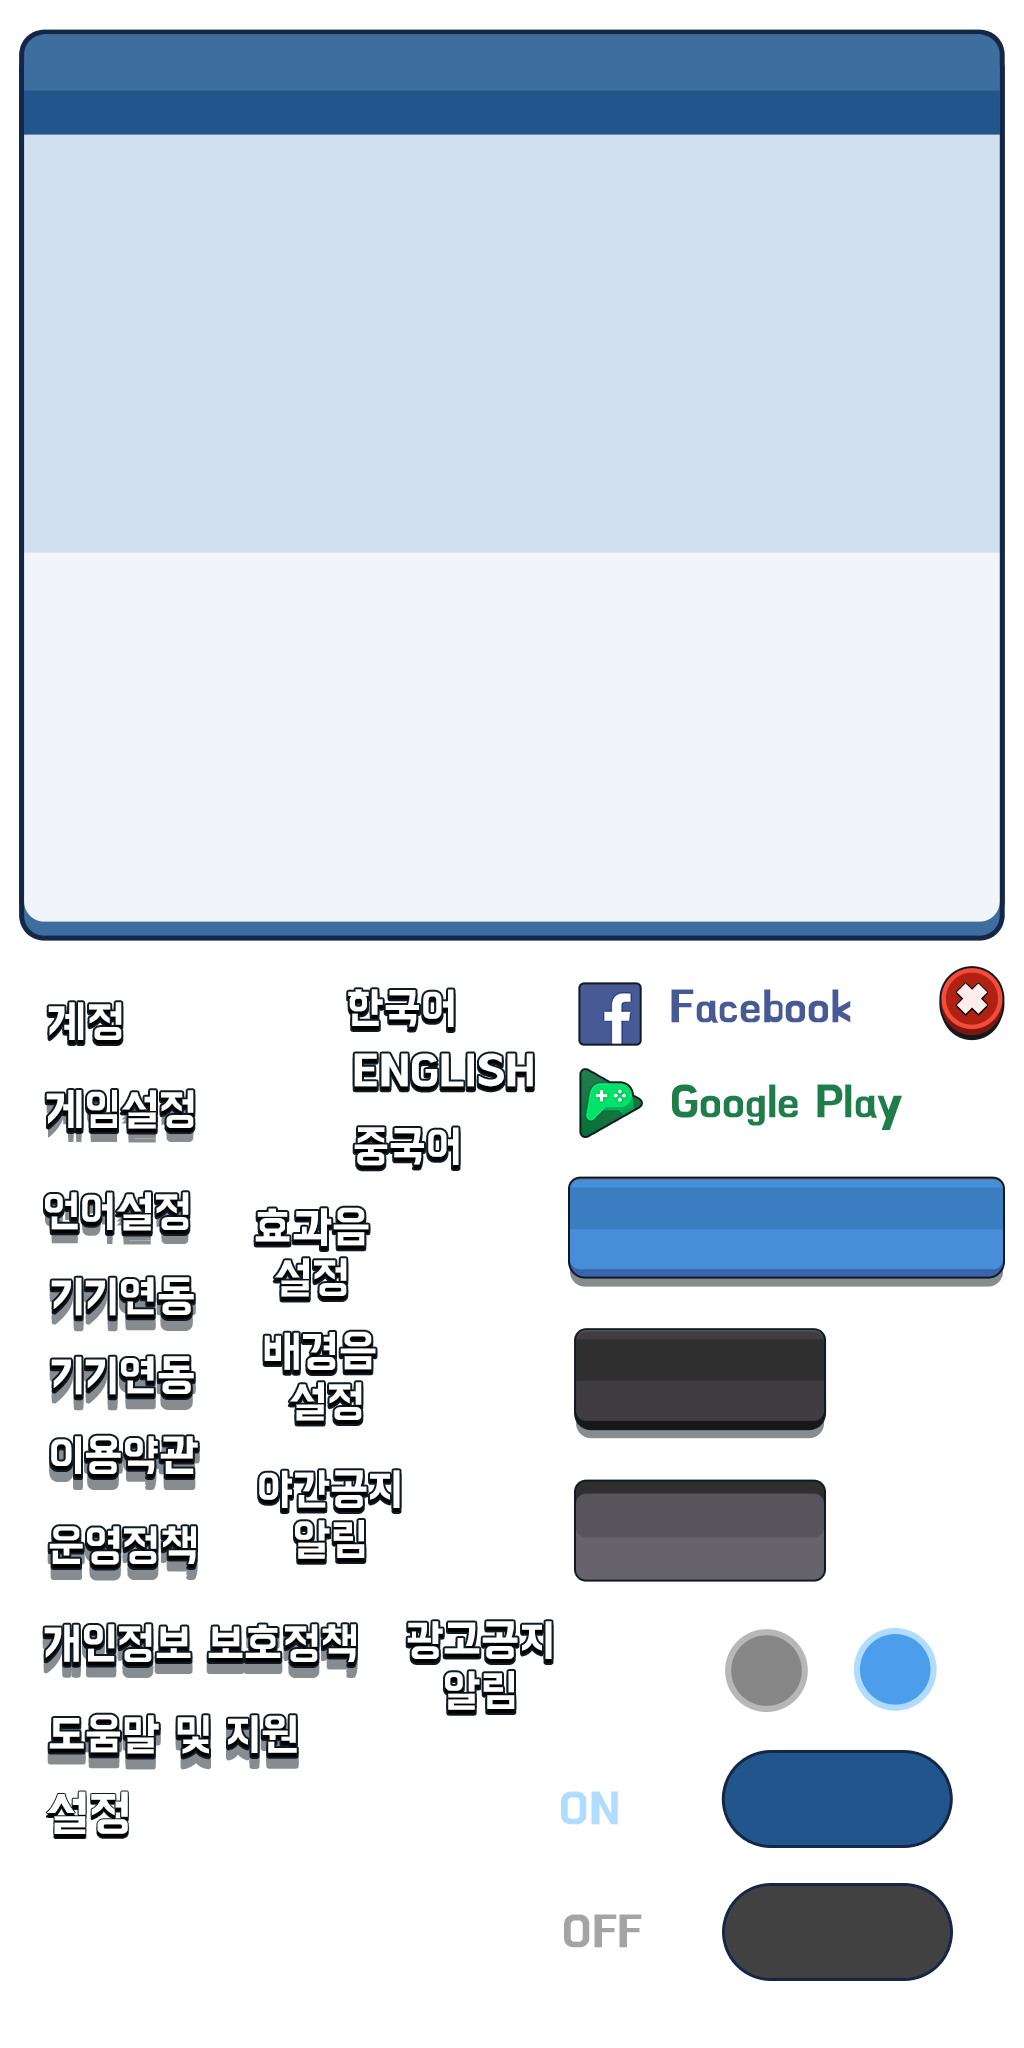 계정
게임설정
언어설정
기기연동
기기연동
이용약관
운영정책
개인정보 보호정책
도움말 및 지원
설정
한국어
ENGLISH
중국어
효과음
설정
배경음
설정
야간공지
알림
광고공지
알림
f
Facebook
Google Play
ON
OFF